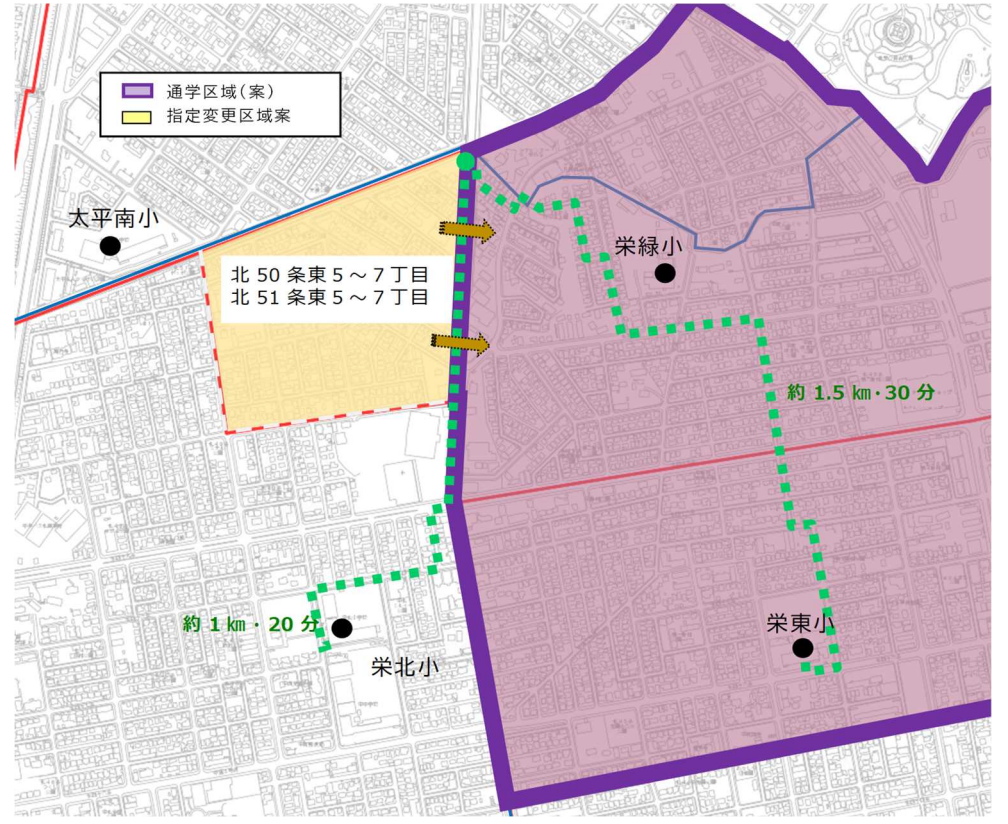 通学区域(案)
指定変更区域案
太平南小
北 50 条東5～7丁目
北 51 条東5～7丁目
栄緑小
約 1.5 ㎞・30 分
約 1 ㎞・20 分
栄東小
栄北小